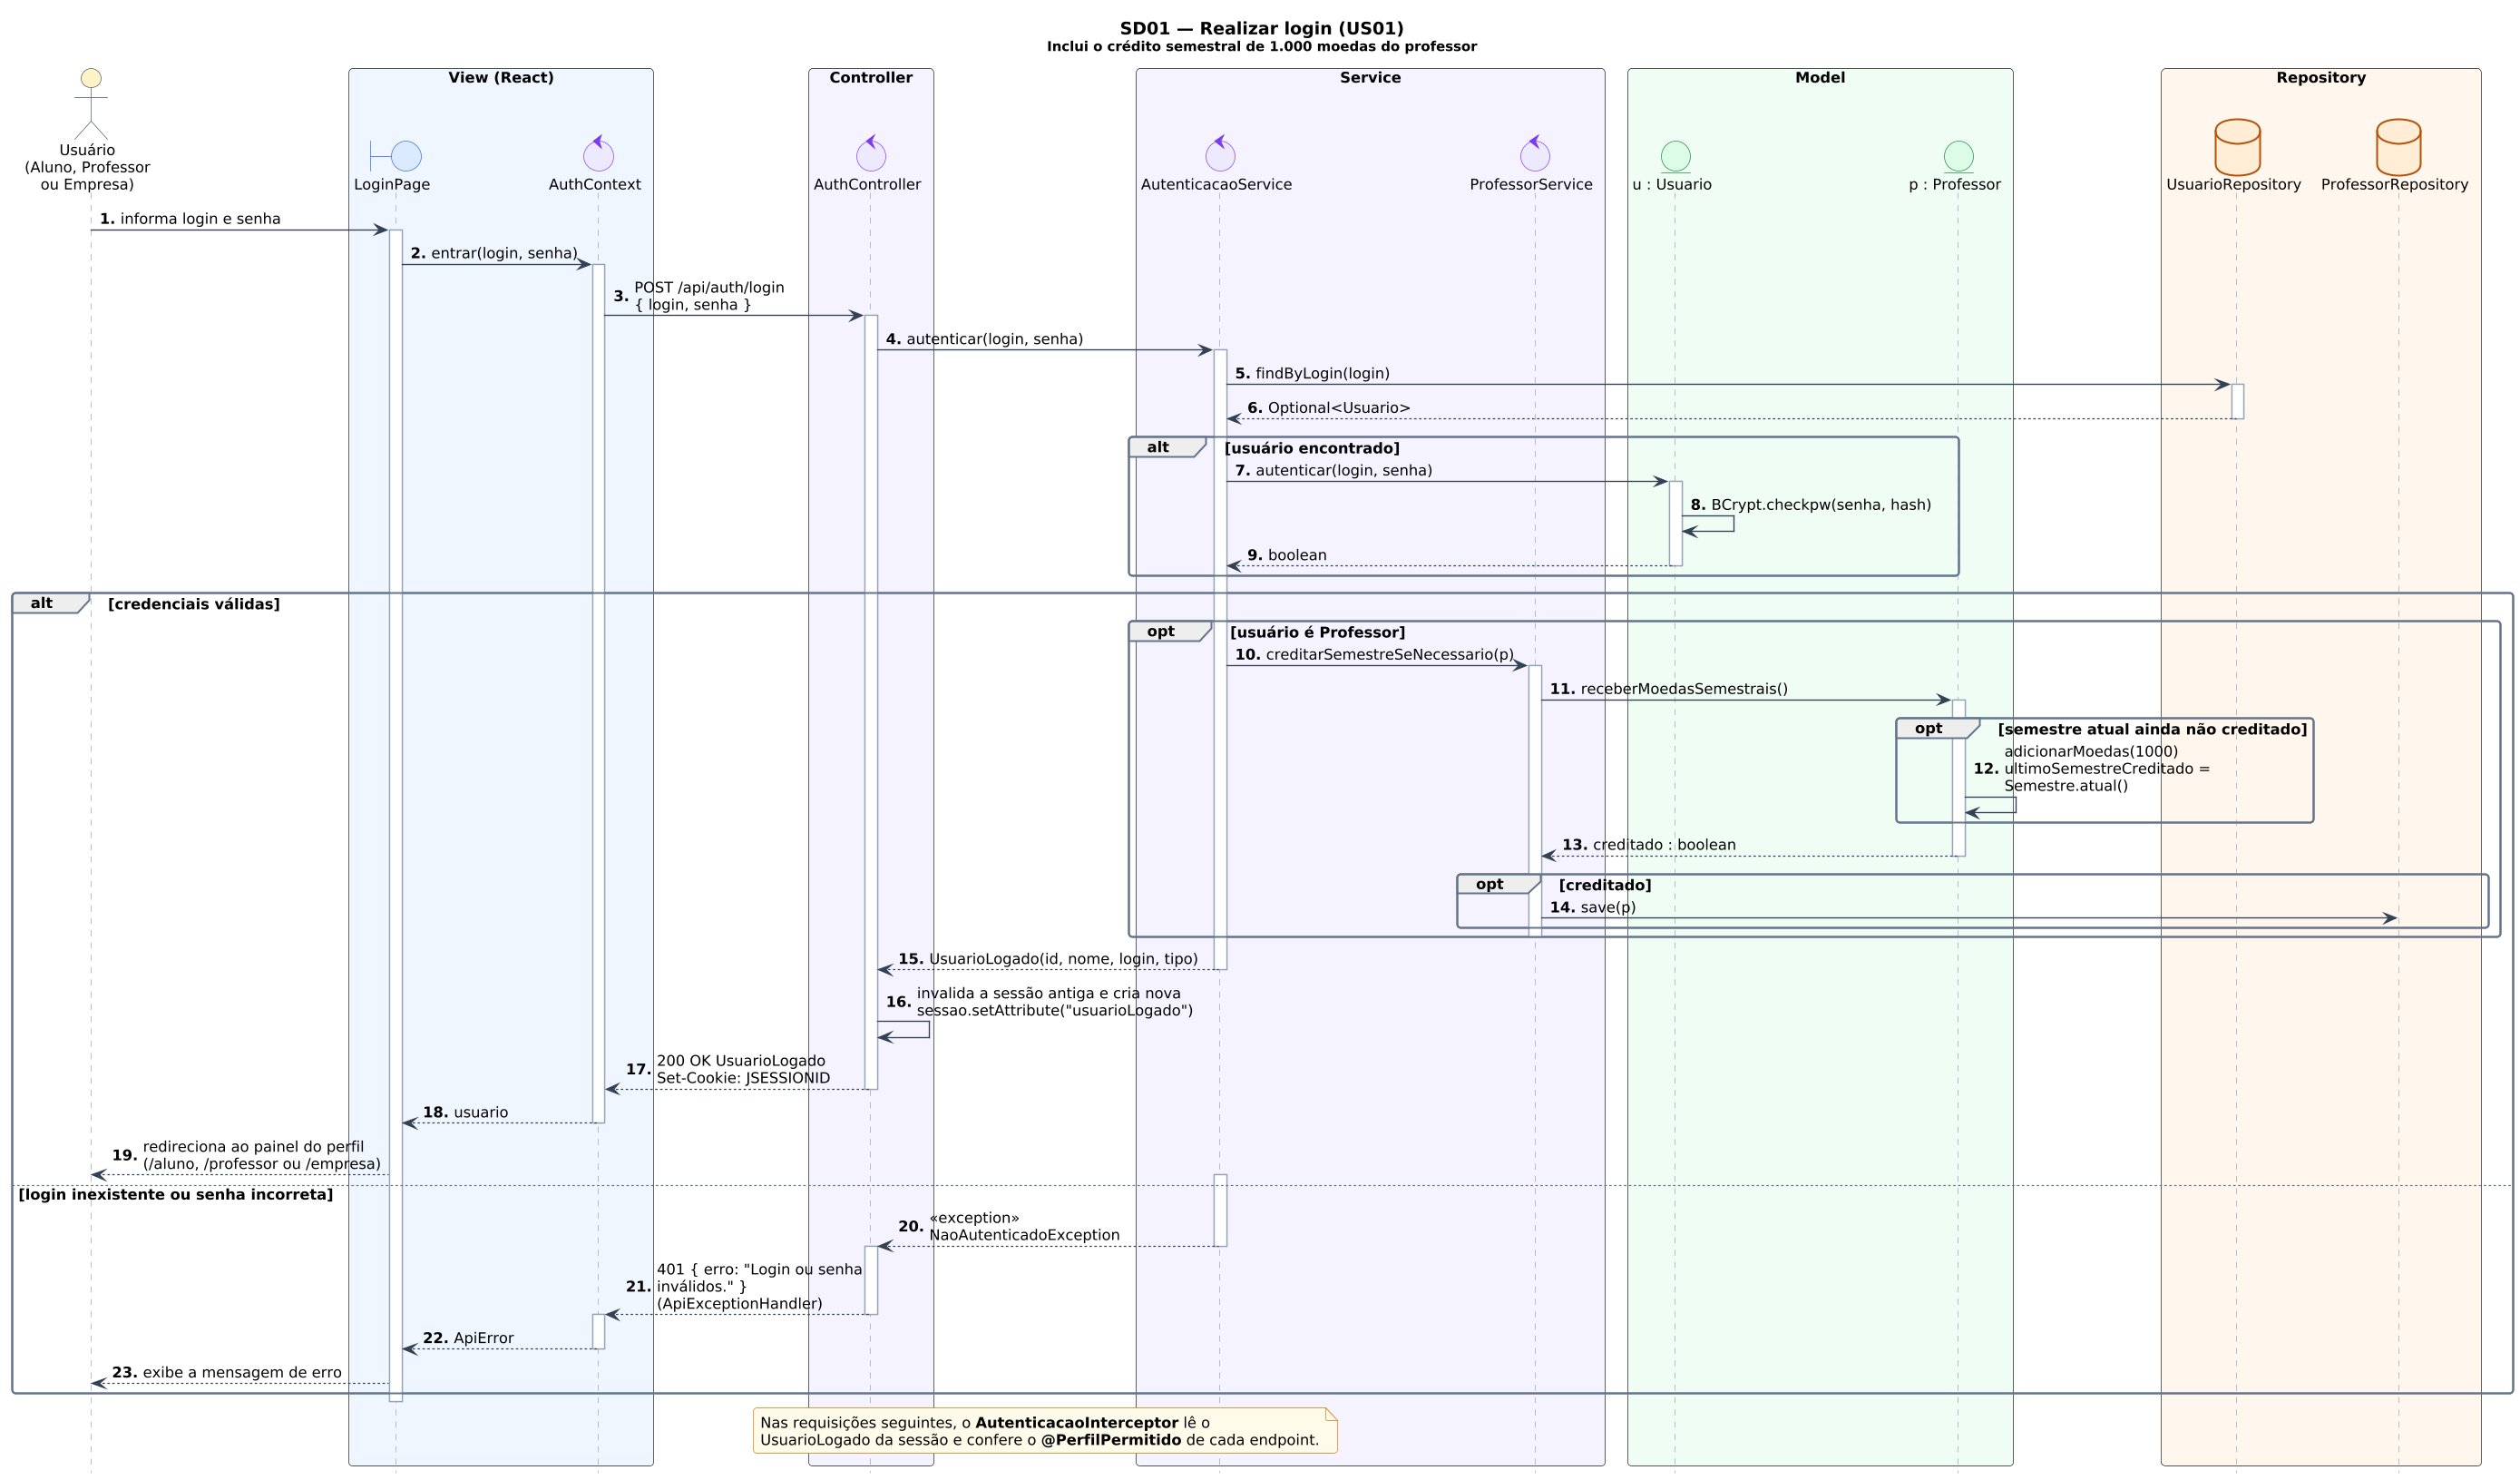 SD01 — Realizar login (US01)
Inclui o crédito semestral de 1.000 moedas do professor
View (React)
Controller
Service
Model
Repository
Usuário
(Aluno, Professor
ou Empresa)
LoginPage
AuthContext
AuthController
AutenticacaoService
ProfessorService
u : Usuario
p : Professor
UsuarioRepository
ProfessorRepository
1. informa login e senha
2. entrar(login, senha)
3. POST /api/auth/login
{ login, senha }
4. autenticar(login, senha)
5. findByLogin(login)
6. Optional<Usuario>
alt [usuário encontrado]
7. autenticar(login, senha)
8. BCrypt.checkpw(senha, hash)
9. boolean
alt [credenciais válidas]
opt [usuário é Professor]
10. creditarSemestreSeNecessario(p)
11. receberMoedasSemestrais()
opt [semestre atual ainda não creditado]
adicionarMoedas(1000)
12. ultimoSemestreCreditado =
Semestre.atual()
13. creditado : boolean
opt [creditado]
14. save(p)
15. UsuarioLogado(id, nome, login, tipo)
16. invalida a sessão antiga e cria nova
sessao.setAttribute("usuarioLogado")
17. 200 OK UsuarioLogado
Set-Cookie: JSESSIONID
18. usuario
19. redireciona ao painel do perfil
(/aluno, /professor ou /empresa)
[login inexistente ou senha incorreta]
20. «exception»
NaoAutenticadoException
401 { erro: "Login ou senha
21. inválidos." }
(ApiExceptionHandler)
22. ApiError
23. exibe a mensagem de erro
Nas requisições seguintes, o AutenticacaoInterceptor lê o
UsuarioLogado da sessão e confere o @PerfilPermitido de cada endpoint.